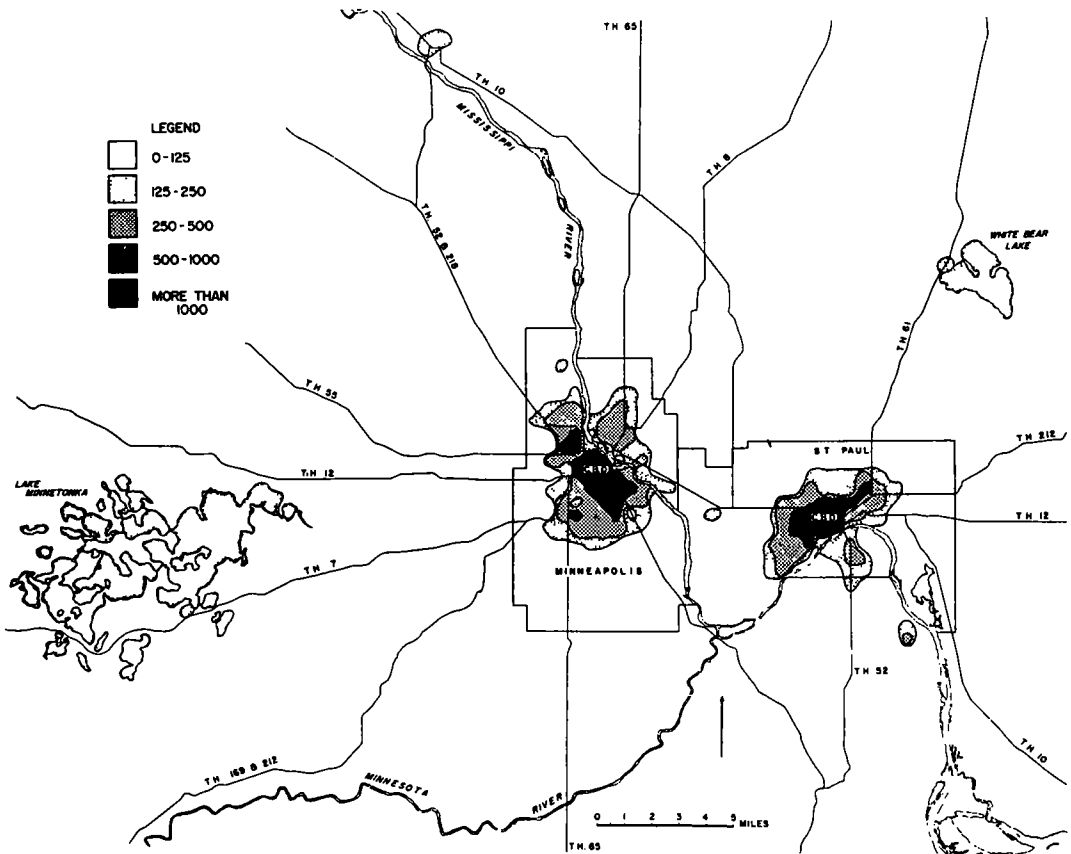 TH 65
TH 10
MISSISSIPPI
RIVER
TH 8
LEGEND
0-125
125-250
250-500
500-1000
MORE THAN
1000
TH 52 & 218
WHITE BEAR
LAKE
TH 61
TH 55
TH 12
LAKE
MINNETONKA
TH 7
CBD
MINNEAPOLIS
ST PAUL
CBD
TH 212
TH 12
TH 52
TH 10
TH 169 & 212
MINNESOTA
RIVER
0 1 2 3 4 5
MILES
TH. 65